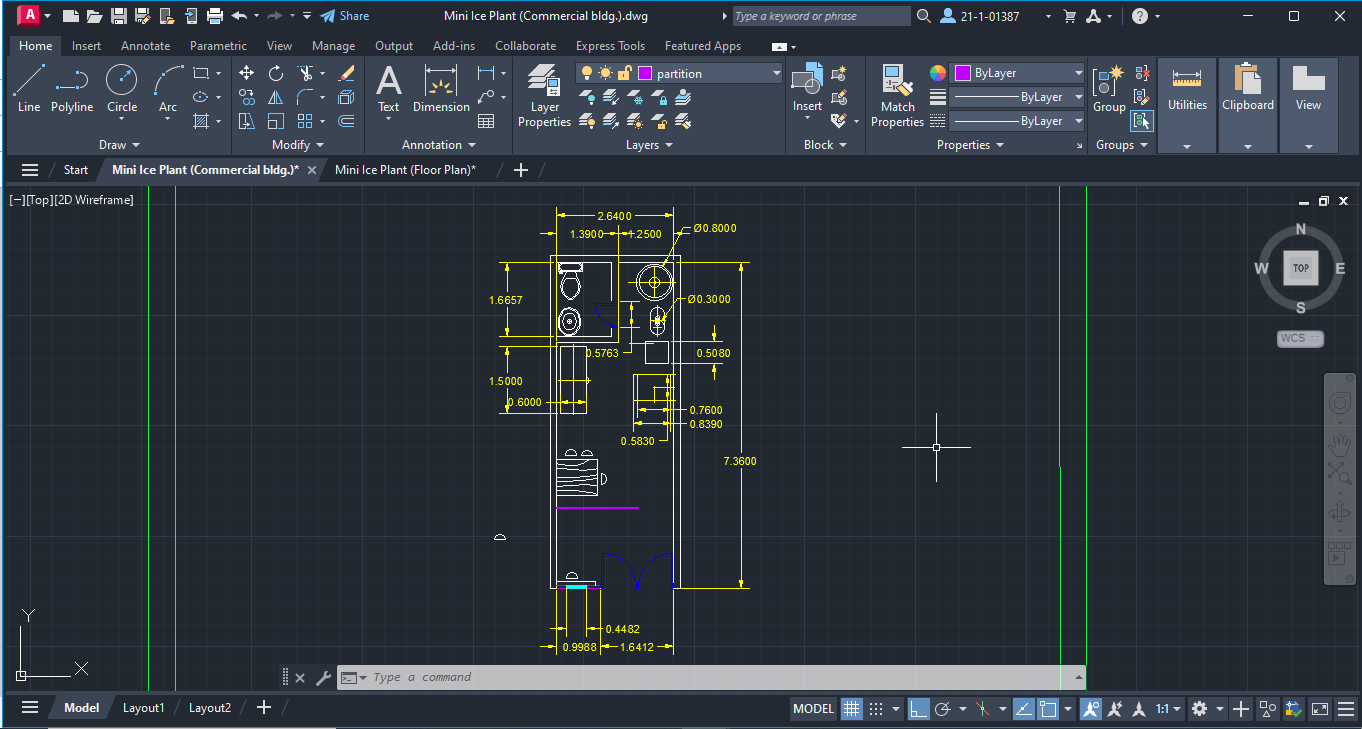 A Share Mini Ice Plant (Commercial bldg.).dwg Type a keyword or phrase 21-1-01387 ?
Home Insert Annotate Parametric View Manage Output Add-ins Collaborate Express Tools Featured Apps
partition ByLayer
ByLayer
ByLayer
Line Polyline Circle Arc Text Dimension Layer Properties Insert Match Properties Group Utilities Clipboard View
Draw Modify Annotation Layers Block Properties Groups
Start Mini Ice Plant (Commercial bldg.)* Mini Ice Plant (Floor Plan)*
[−][Top][2D Wireframe]
2.6400
1.3900 1.2500 Ø0.8000
N
W TOP E
S
WCS
1.6657 Ø0.3000
0.5763 0.5080
1.5000
0.6000 0.7600
0.8390
0.5830
7.3600
0.4482
0.9988 1.6412
Y
X
Type a command
Model Layout1 Layout2 MODEL 1:1